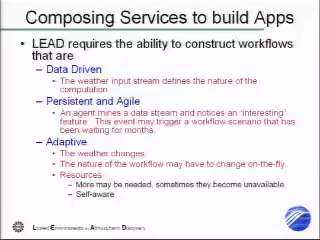 Composing Services to build Apps
• LEAD requires the ability to construct workflows
that are
– Data Driven
• The weather input stream defines the nature of the
computation
– Persistent and Agile
• An agent mines a data stream and notices an "interesting"
feature. This event may trigger a workflow scenario that has
been waiting for months.
– Adaptive
• The weather changes.
• The nature of the workflow may have to change on-the-fly.
• Resources
– More may be needed, sometimes they become unavailable.
– Self-aware
Linked Environments for Atmospheric Discovery